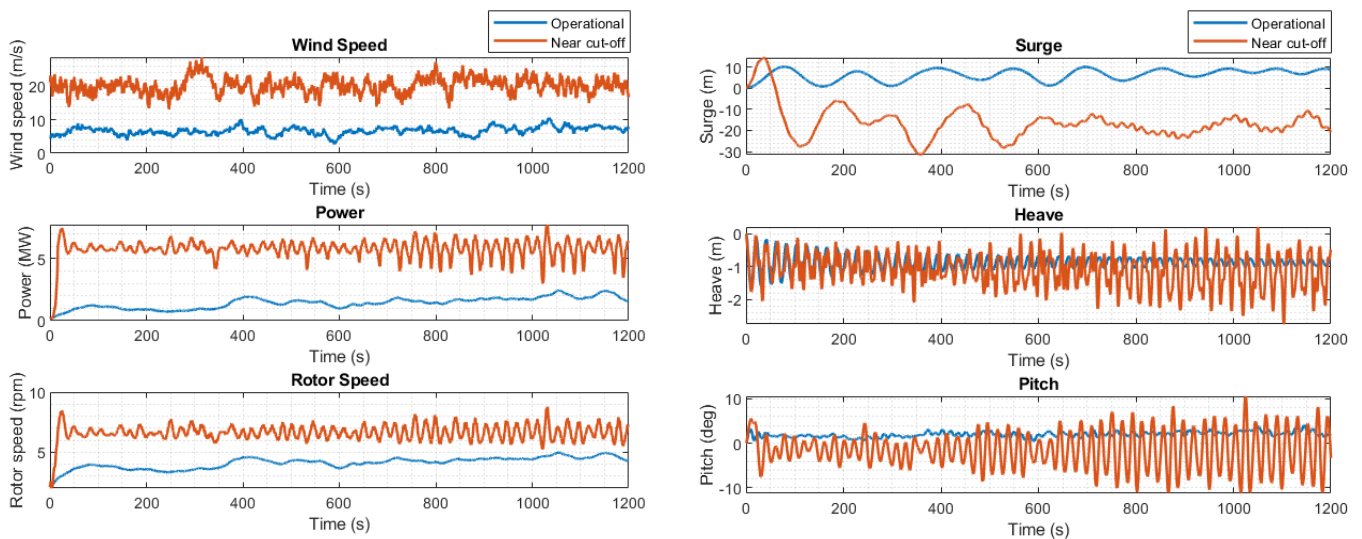 Operational
Near cut-off
Wind Speed
Wind speed (m/s)
20
10
0
0 200 400 600 800 1000 1200
Time (s)
Power
Power (MW)
5
0
0 200 400 600 800 1000 1200
Time (s)
Rotor Speed
Rotor speed (rpm)
10
5
0 200 400 600 800 1000 1200
Time (s)
Operational
Near cut-off
Surge
Surge (m)
10
0
-10
-20
-30
0 200 400 600 800 1000 1200
Time (s)
Heave
Heave (m)
0
-1
-2
0 200 400 600 800 1000 1200
Time (s)
Pitch
Pitch (deg)
10
0
-10
0 200 400 600 800 1000 1200
Time (s)